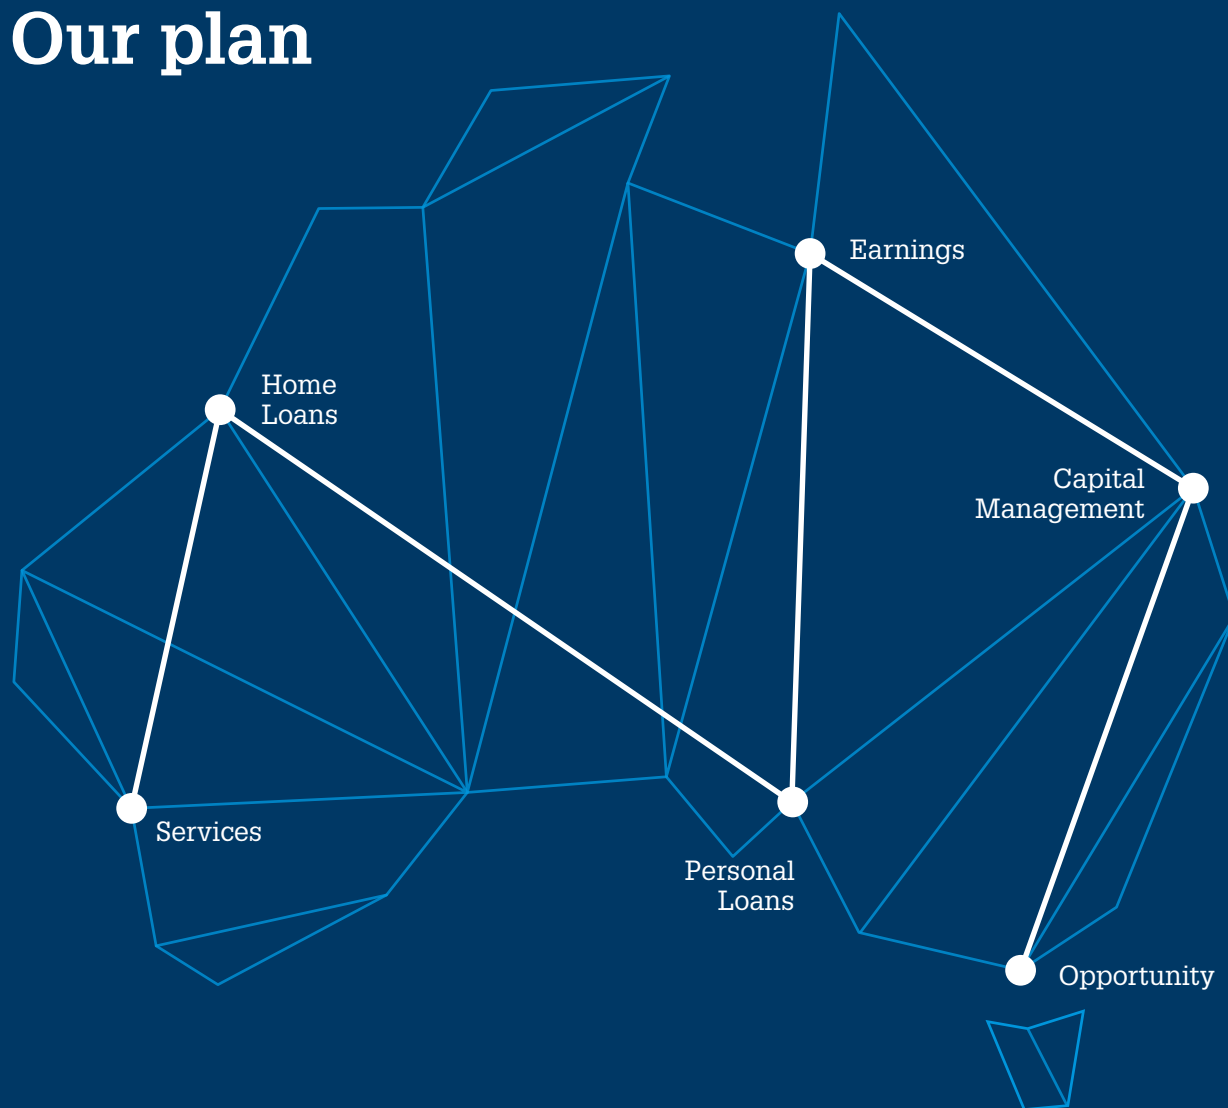 Our plan
Earnings
Home
Loans
Capital
Management
Services
Personal
Loans
Opportunity